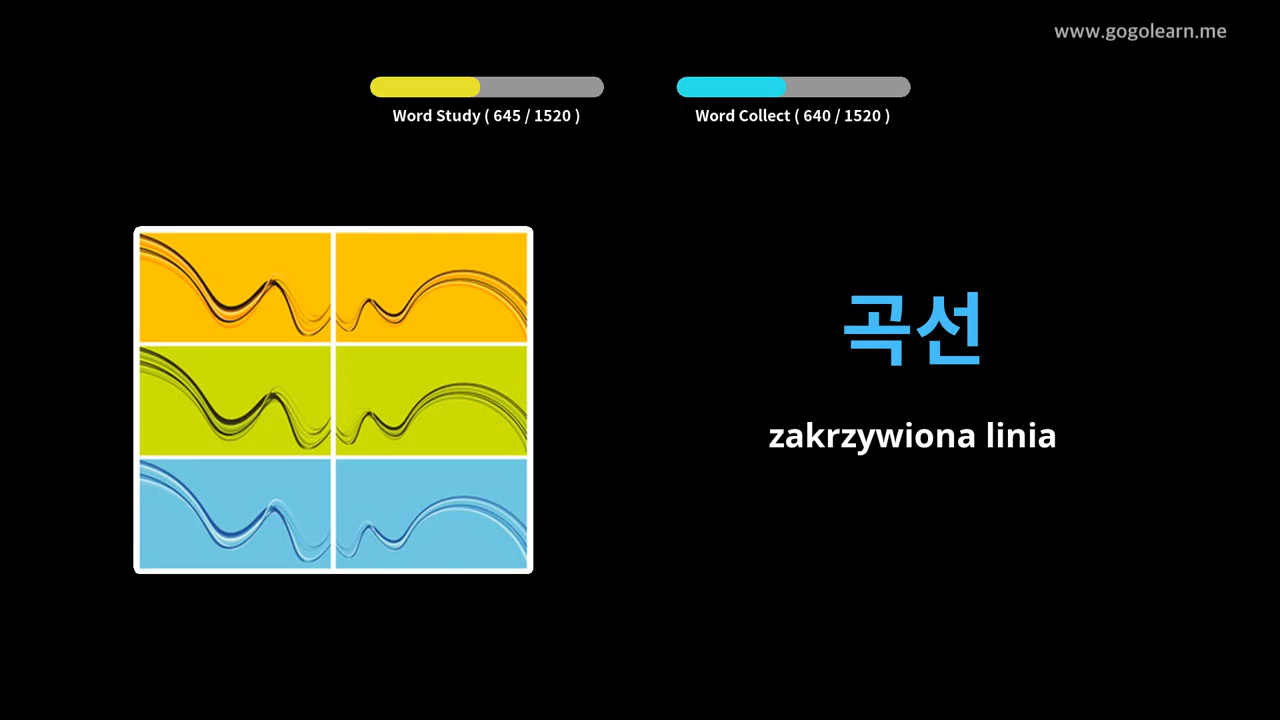 www.gogolearn.me
Word Study ( 645 / 1520 )
Word Collect ( 640 / 1520 )
곡선
zakrzywiona linia